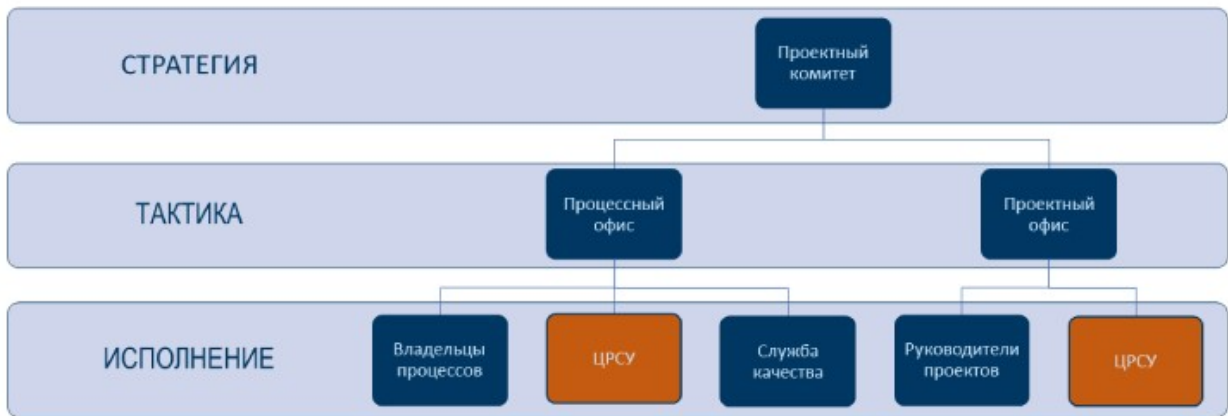 СТРАТЕГИЯ
Проектный
комитет
ТАКТИКА
Процессный
офис
Проектный
офис
ИСПОЛНЕНИЕ
Владельцы
процессов
ЦРСУ
Служба
качества
Руководители
проектов
ЦРСУ